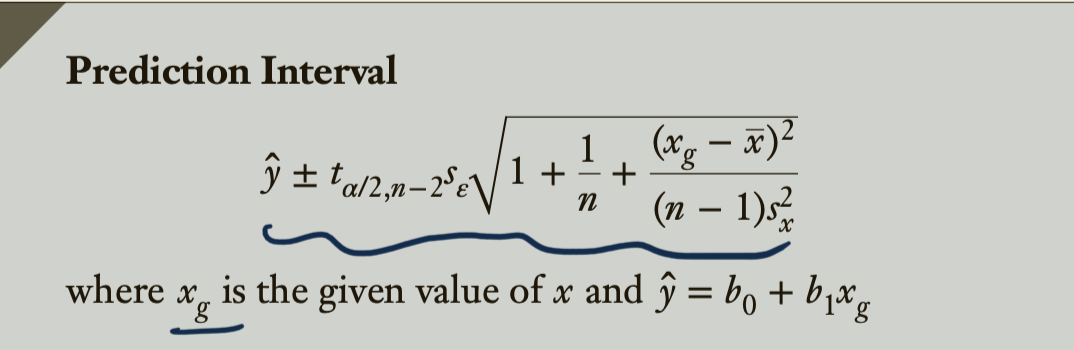 Prediction Interval
ŷ ± t_{α/2,n−2} s_ε √(1 + 1/n + (x_g − x̄)²/((n − 1)s_x²))
where x_g is the given value of x and ŷ = b₀ + b₁x_g